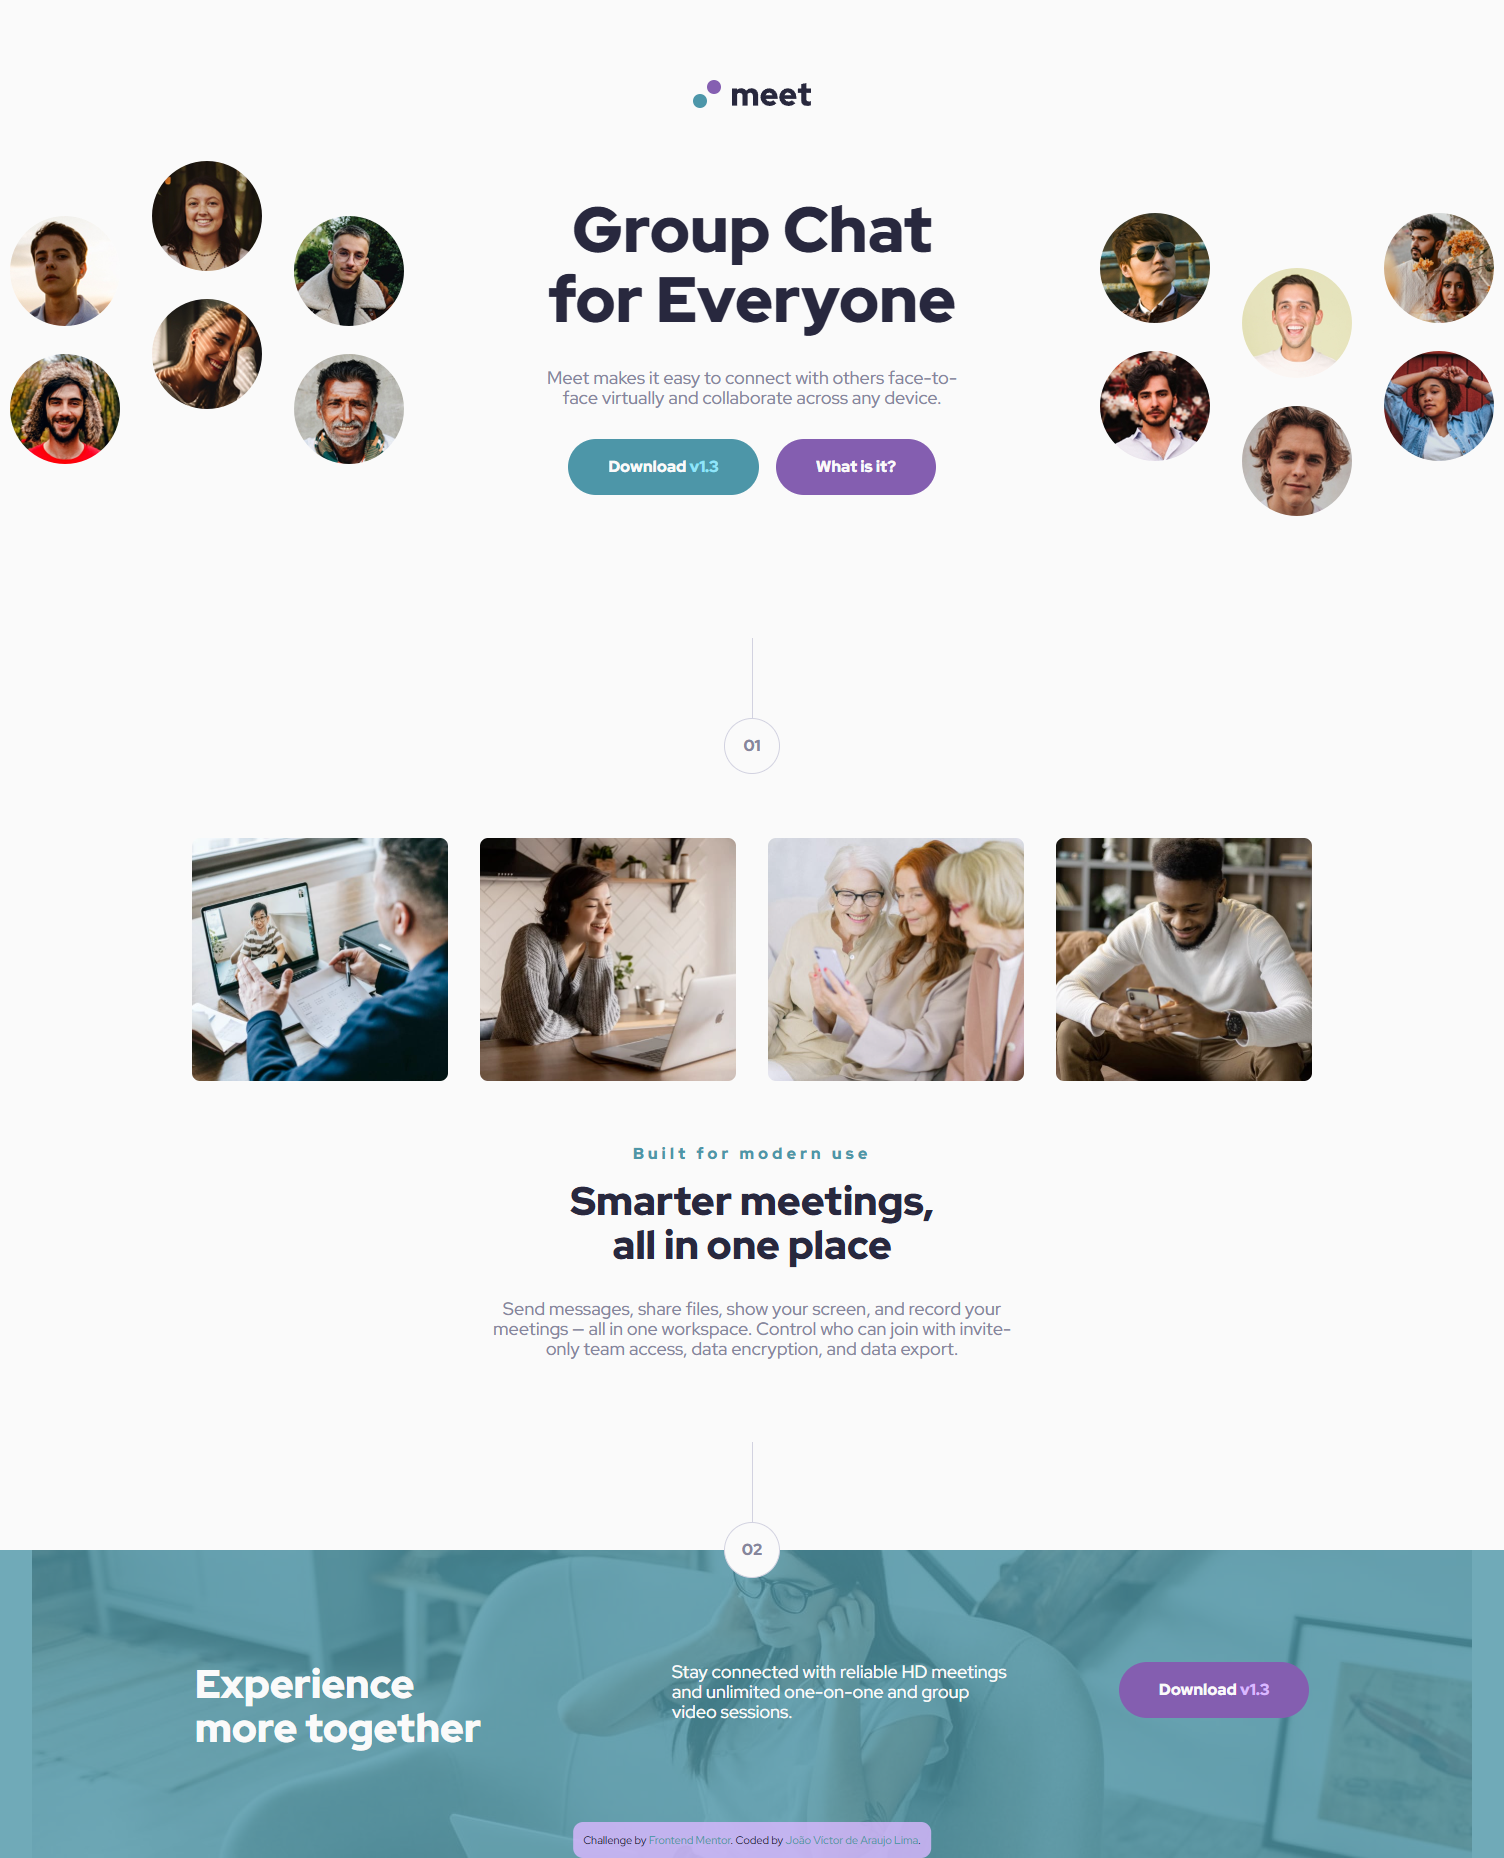 meet
Group Chat
for Everyone
Meet makes it easy to connect with others face-to-
face virtually and collaborate across any device.
Download v1.3
What is it?
01
Built for modern use
Smarter meetings,
all in one place
Send messages, share files, show your screen, and record your
meetings — all in one workspace. Control who can join with invite-
only team access, data encryption, and data export.
02
Experience
more together
Stay connected with reliable HD meetings
and unlimited one-on-one and group
video sessions.
Download v1.3
Challenge by Frontend Mentor. Coded by João Victor de Araujo Lima.